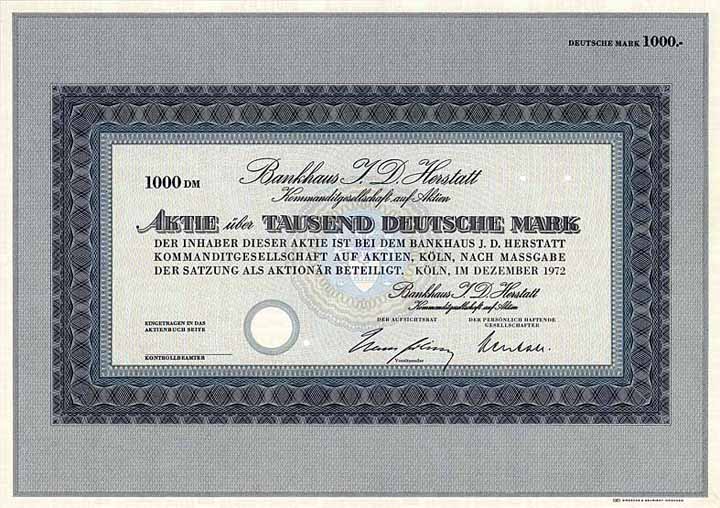 DEUTSCHE MARK 1000.-
1000 DM
Bankhaus I. D. Herstatt
Kommanditgesellschaft auf Aktien
AKTIE über TAUSEND DEUTSCHE MARK
DER INHABER DIESER AKTIE IST BEI DEM BANKHAUS J. D. HERSTATT
KOMMANDITGESELLSCHAFT AUF AKTIEN, KÖLN, NACH MASSGABE
DER SATZUNG ALS AKTIONÄR BETEILIGT. KÖLN, IM DEZEMBER 1972
Bankhaus I. D. Herstatt
Kommanditgesellschaft auf Aktien
DER AUFSICHTSRAT
DER PERSÖNLICH HAFTENDE
GESELLSCHAFTER
EINGETRAGEN IN DAS
AKTIENBUCH SEITE
KONTROLLBEAMTER
Vorsitzender